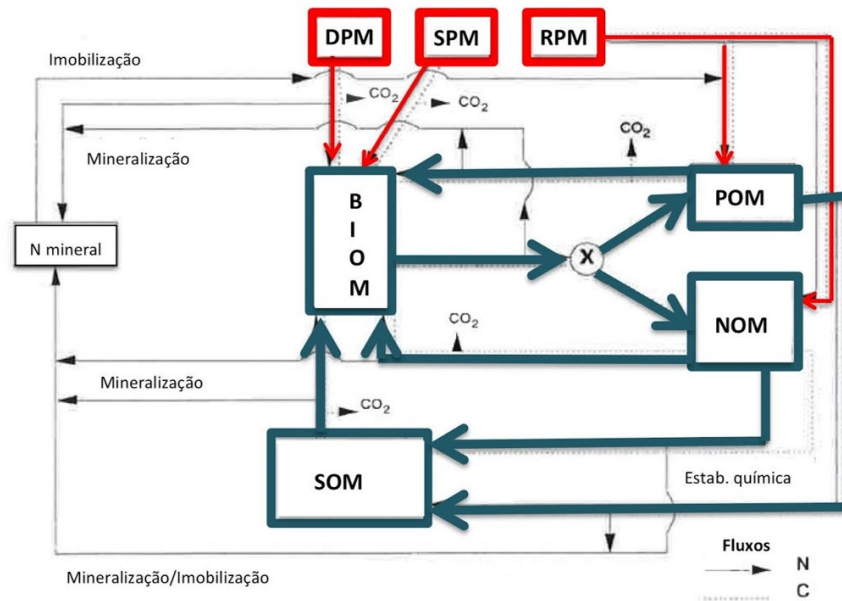 DPM SPM RPM
Imobilização
CO2 CO2
CO2
Mineralização
B
I
O
M
POM
N mineral
X
NOM
CO2
Mineralização
CO2
SOM
Estab. química
Fluxos
N
Mineralização/Imobilização
C